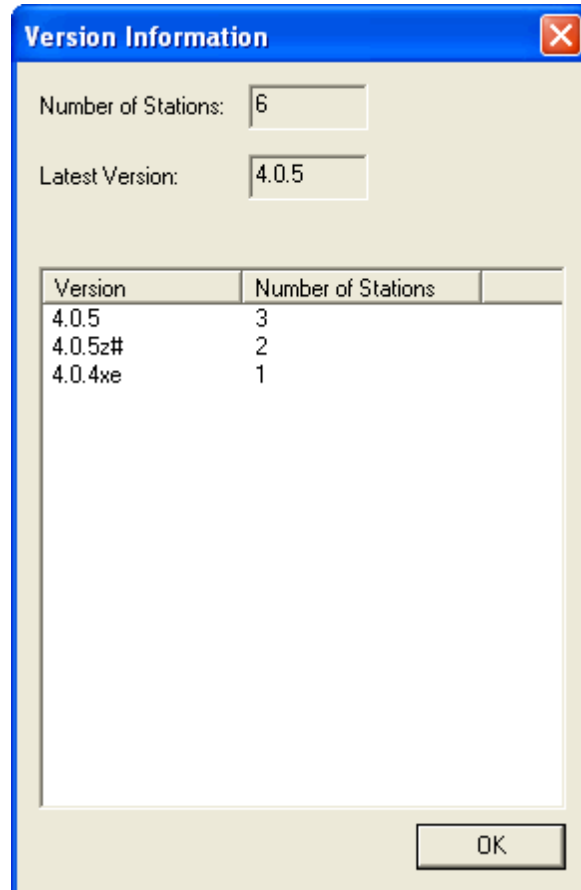 Version Information
Number of Stations: 6
Latest Version: 4.0.5
Version Number of Stations
4.0.5 3
4.0.5z# 2
4.0.4xe 1
OK